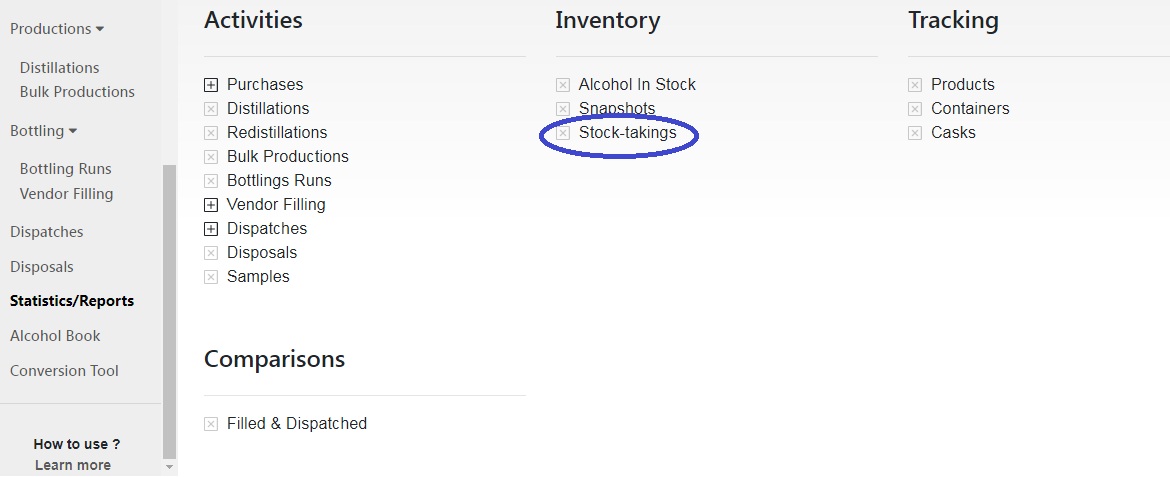 Productions
Distillations
Bulk Productions
Bottling
Bottling Runs
Vendor Filling
Dispatches
Disposals
Statistics/Reports
Alcohol Book
Conversion Tool
How to use ?
Learn more
Activities
Purchases
Distillations
Redistillations
Bulk Productions
Bottlings Runs
Vendor Filling
Dispatches
Disposals
Samples
Inventory
Alcohol In Stock
Snapshots
Stock-takings
Tracking
Products
Containers
Casks
Comparisons
Filled & Dispatched